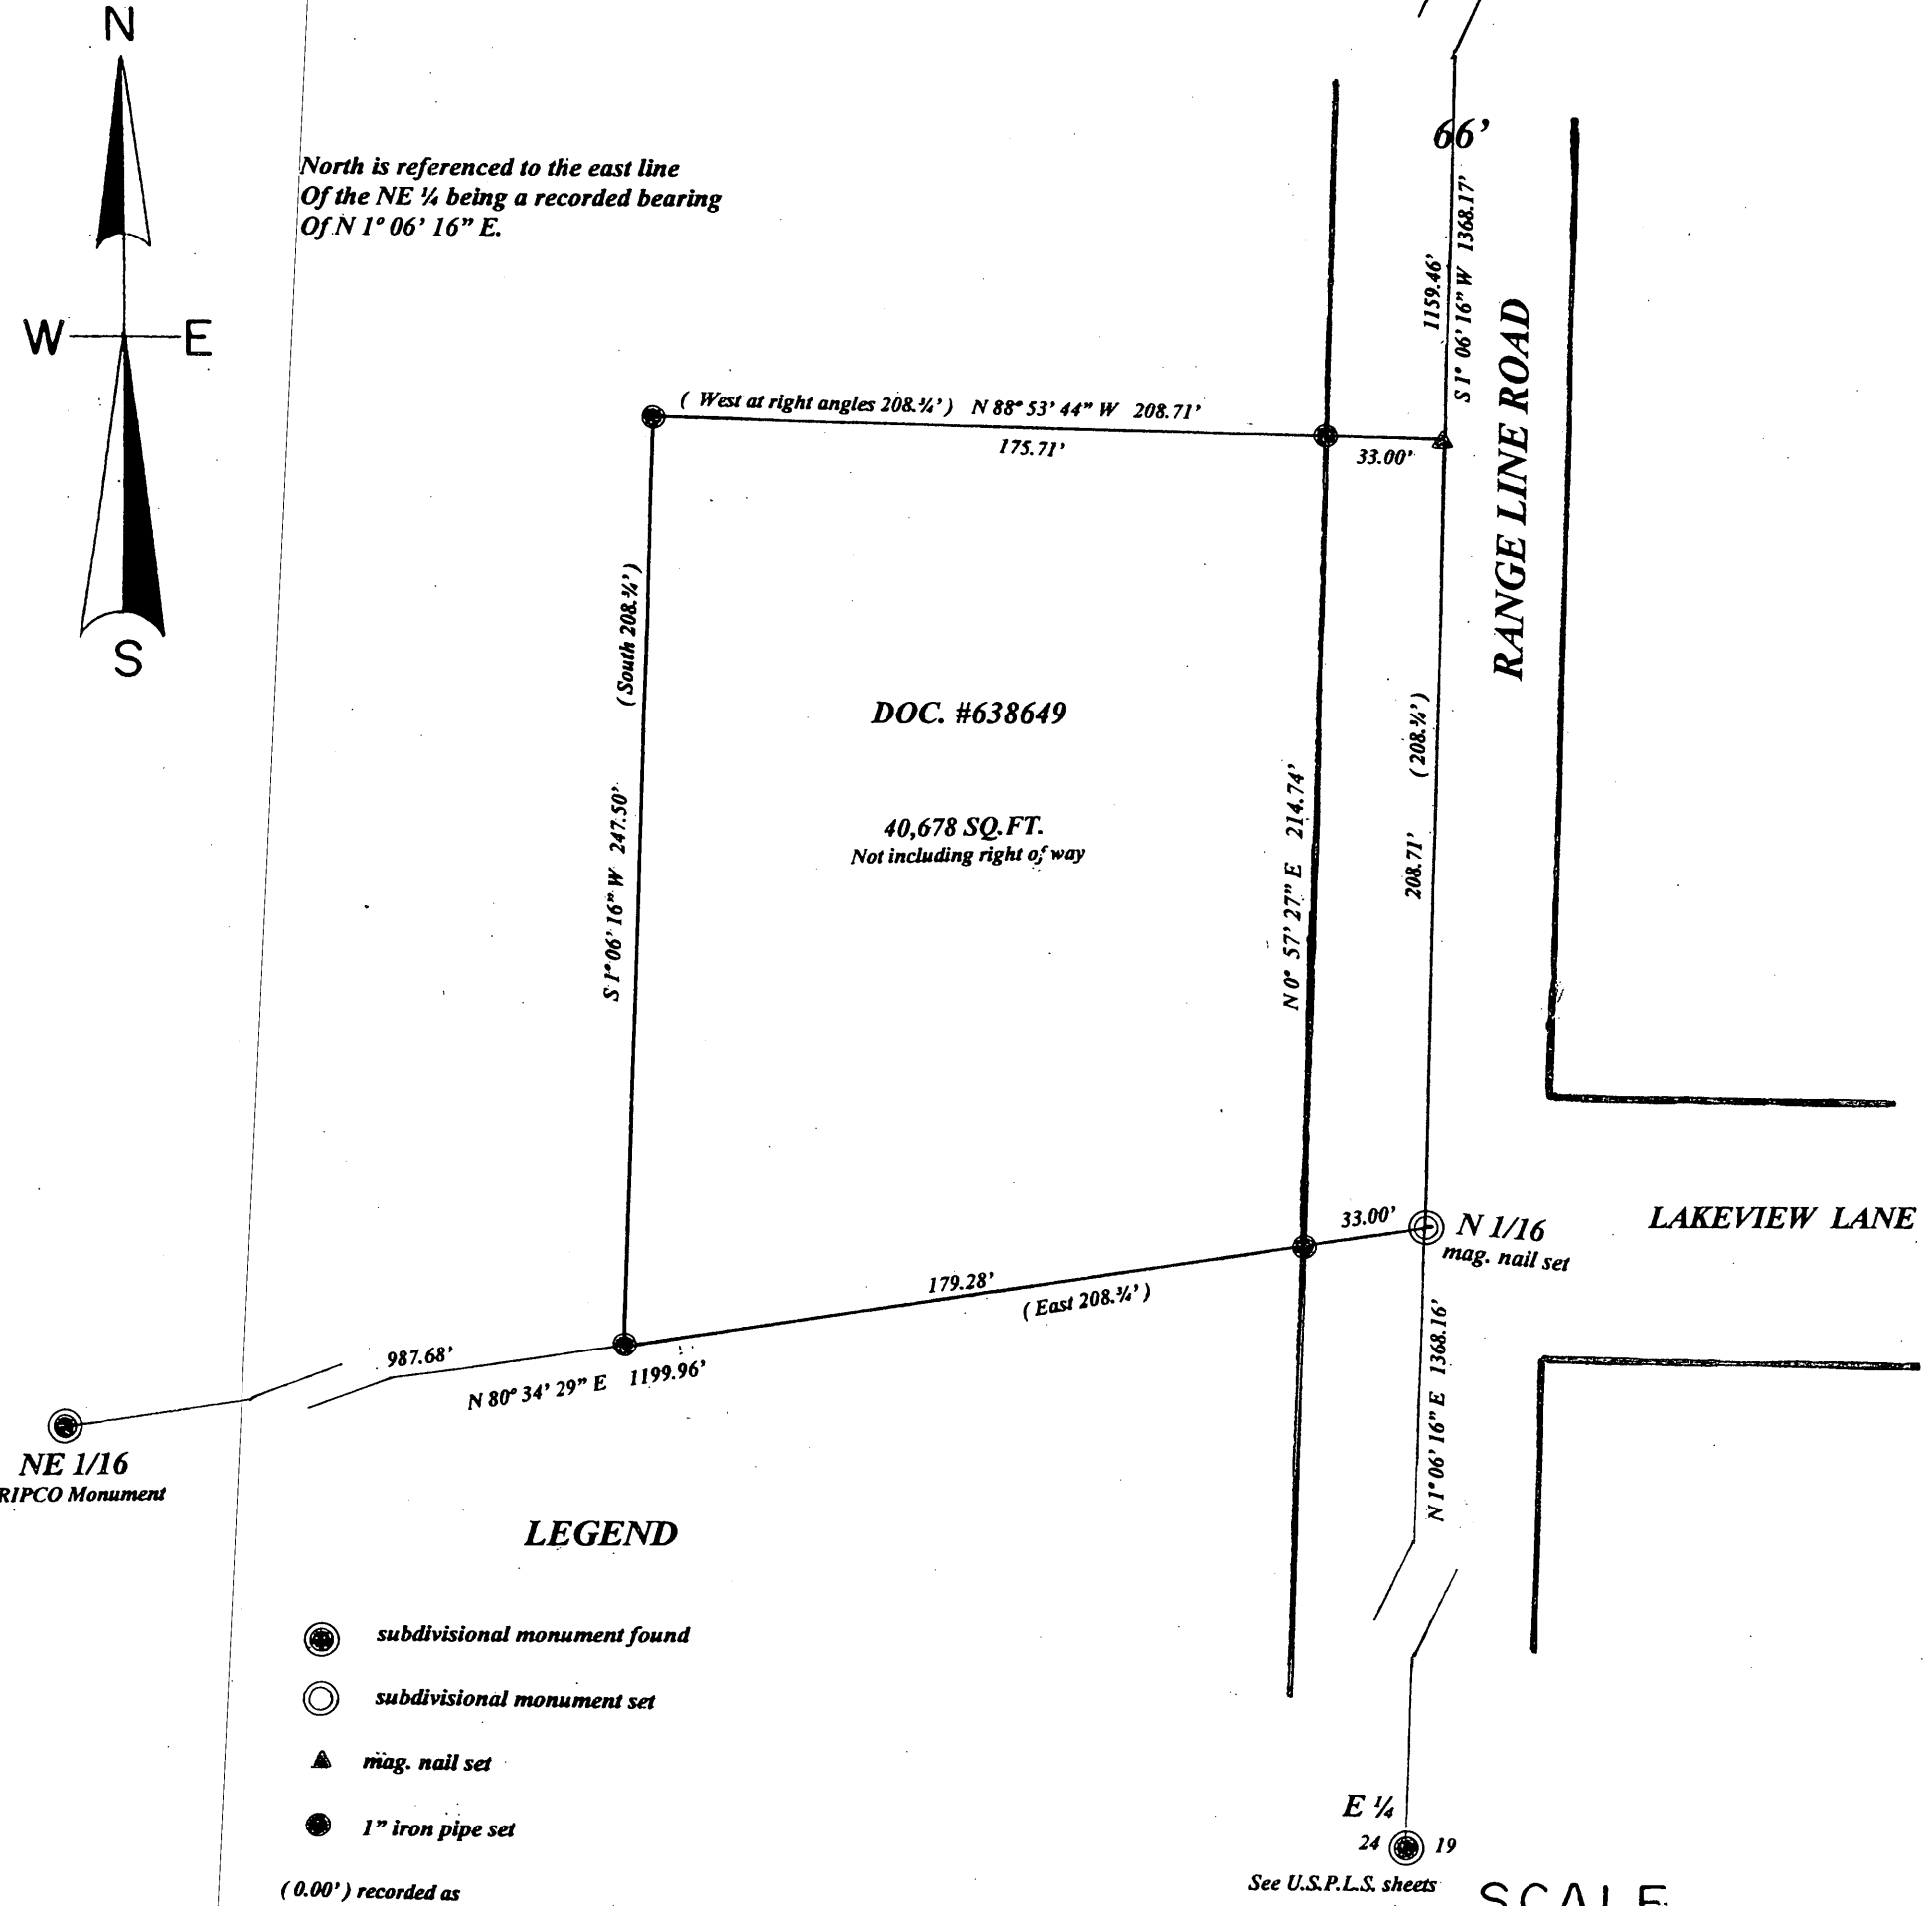 N
W E
S
North is referenced to the east line
Of the NE ¼ being a recorded bearing
Of N 1° 06' 16" E.
66'
1159.46'
S 1° 06' 16" W 1368.17'
RANGE LINE ROAD
( West at right angles 208.¾' ) N 88° 53' 44" W 208.71'
175.71'
33.00'
( South 208.¾' )
S 1° 06' 16" W 247.50'
DOC. #638649
40,678 SQ.FT.
Not including right of way
N 0° 57' 27" E 214.74'
( 208.¾' )
208.71'
33.00'
N 1/16
mag. nail set
LAKEVIEW LANE
179.28'
( East 208.¾' )
987.68'
N 80° 34' 29" E 1199.96'
NE 1/16
RIPCO Monument
N 1° 06' 16" E 1368.16'
LEGEND
subdivisional monument found
subdivisional monument set
mag. nail set
1" iron pipe set
( 0.00' ) recorded as
E ¼
24 19
See U.S.P.L.S. sheets
SCALE